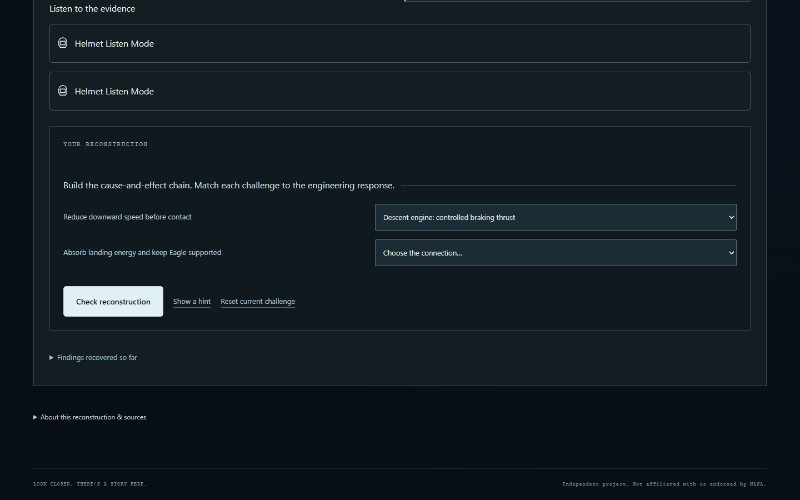 Listen to the evidence
Helmet Listen Mode
Helmet Listen Mode
YOUR RECONSTRUCTION
Build the cause-and-effect chain. Match each challenge to the engineering response.
Reduce downward speed before contact
Descent engine: controlled braking thrust
Absorb landing energy and keep Eagle supported
Choose the connection...
Check reconstruction
Show a hint
Reset current challenge
Findings recovered so far
About this reconstruction & sources
LOOK CLOSER. THERE'S A STORY HERE.
Independent project. Not affiliated with or endorsed by NASA.